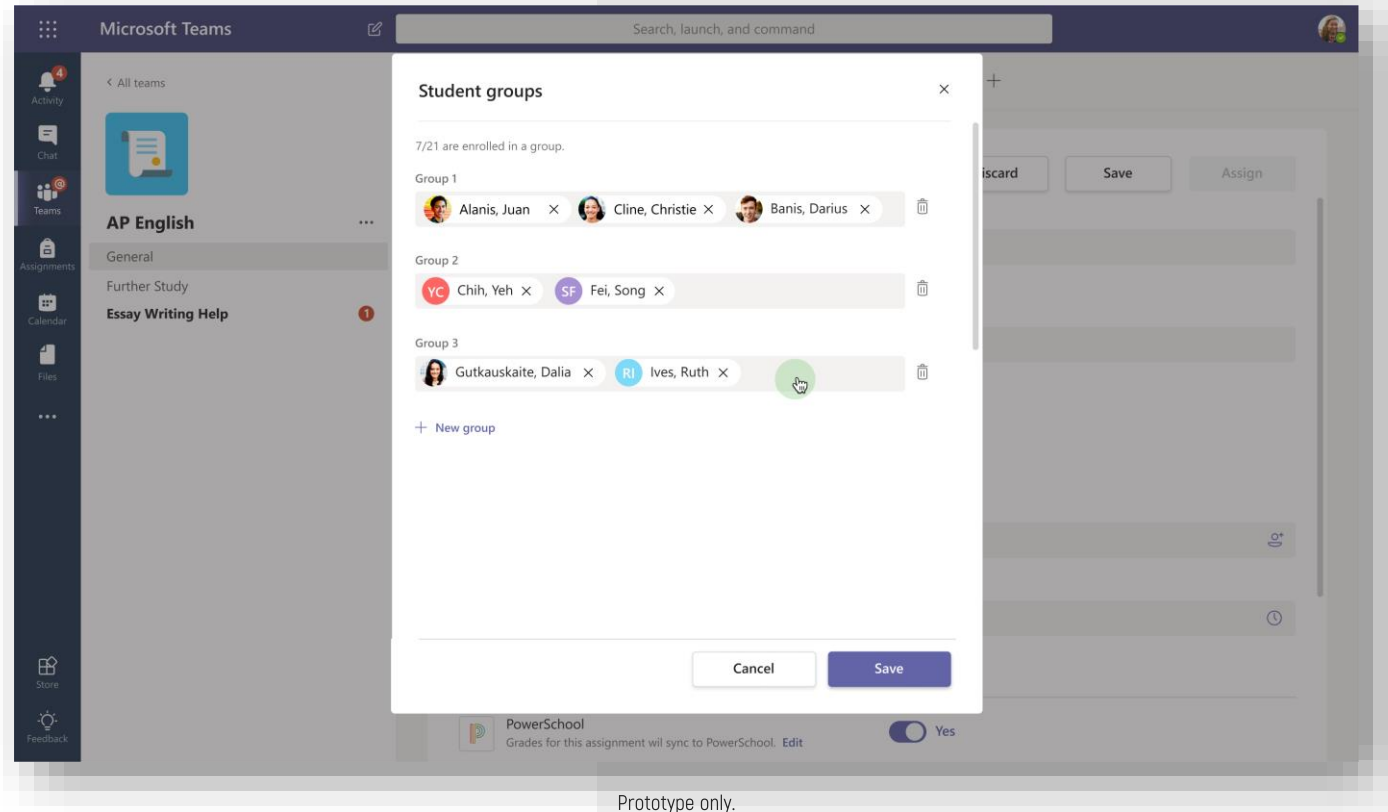 Microsoft Teams
Search, launch, and command
4
Activity
Chat
@
Teams
Assignments
Calendar
Files
Store
Feedback
< All teams
AP English
General
Further Study
Essay Writing Help 1
Student groups
7/21 are enrolled in a group.
Group 1
Alanis, Juan Cline, Christie Banis, Darius
Group 2
YC Chih, Yeh SF Fei, Song
Group 3
Gutkauskaite, Dalia RI Ives, Ruth
+ New group
Cancel Save
iscard Save Assign
PowerSchool
Grades for this assignment wil sync to PowerSchool. Edit
Yes
Prototype only.